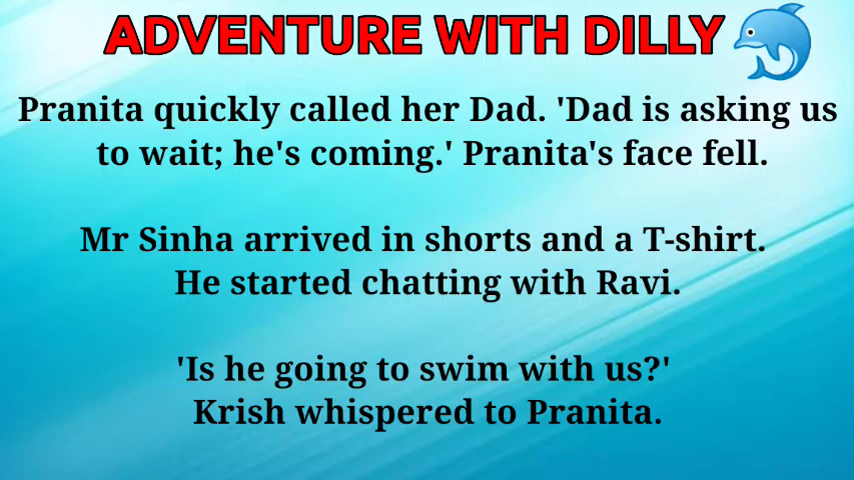 ADVENTURE WITH DILLY
Pranita quickly called her Dad. 'Dad is asking us
to wait; he's coming.' Pranita's face fell.
Mr Sinha arrived in shorts and a T-shirt.
He started chatting with Ravi.
'Is he going to swim with us?'
Krish whispered to Pranita.